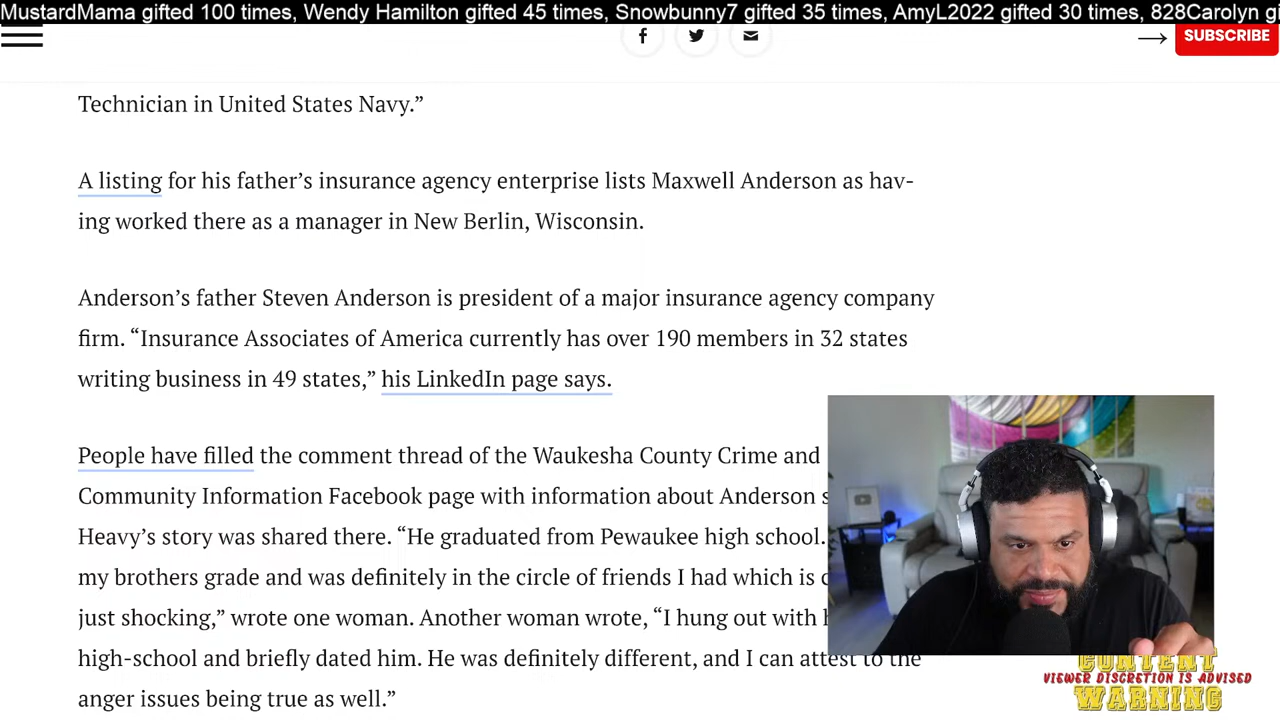 MustardMama gifted 100 times, Wendy Hamilton gifted 45 times, Snowbunny7 gifted 35 times, AmyL2022 gifted 30 times, 828Carolyn
SUBSCRIBE
Technician in United States Navy.”
A listing for his father’s insurance agency enterprise lists Maxwell Anderson as hav-
ing worked there as a manager in New Berlin, Wisconsin.
Anderson’s father Steven Anderson is president of a major insurance agency company
firm. “Insurance Associates of America currently has over 190 members in 32 states
writing business in 49 states,” his LinkedIn page says.
People have filled the comment thread of the Waukesha County Crime and
Community Information Facebook page with information about Anderson
Heavy’s story was shared there. “He graduated from Pewaukee high school.
my brothers grade and was definitely in the circle of friends I had which is
just shocking,” wrote one woman. Another woman wrote, “I hung out with
high-school and briefly dated him. He was definitely different, and I can attest to the
anger issues being true as well.”
CONTENT
VIEWER DISCRETION IS ADVISED
WARNING